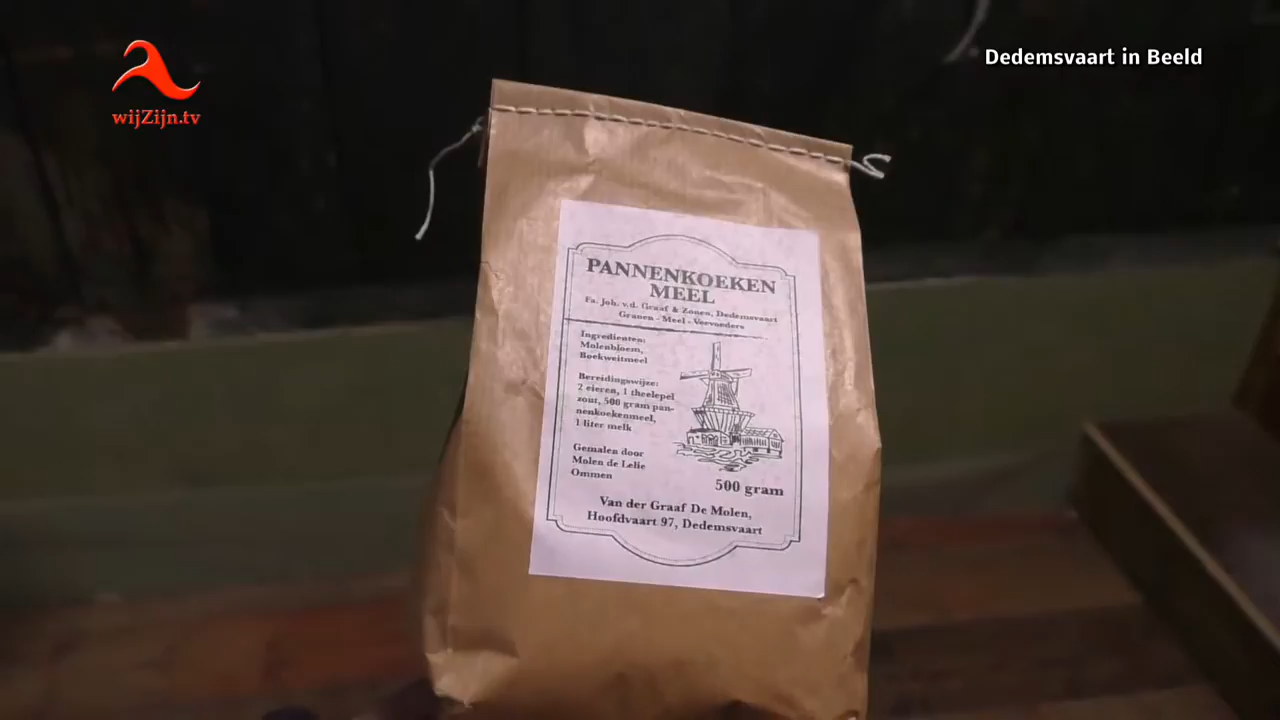 wijZijn.tv
Dedemsvaart in Beeld
PANNENKOEKEN
MEEL
Fa. Joh. v.d. Graaf & Zonen, Dedemsvaart
Granen - Meel - Veevoeders
Ingredienten:
Molenbloem,
Boekweitmeel
Bereidingswijze:
2 eieren, 1 theelepel
zout, 500 gram pan-
nenkoekenmeel,
1 liter melk
Gemalen door
Molen de Lelie
Ommen
500 gram
Van der Graaf De Molen,
Hoofdvaart 97, Dedemsvaart